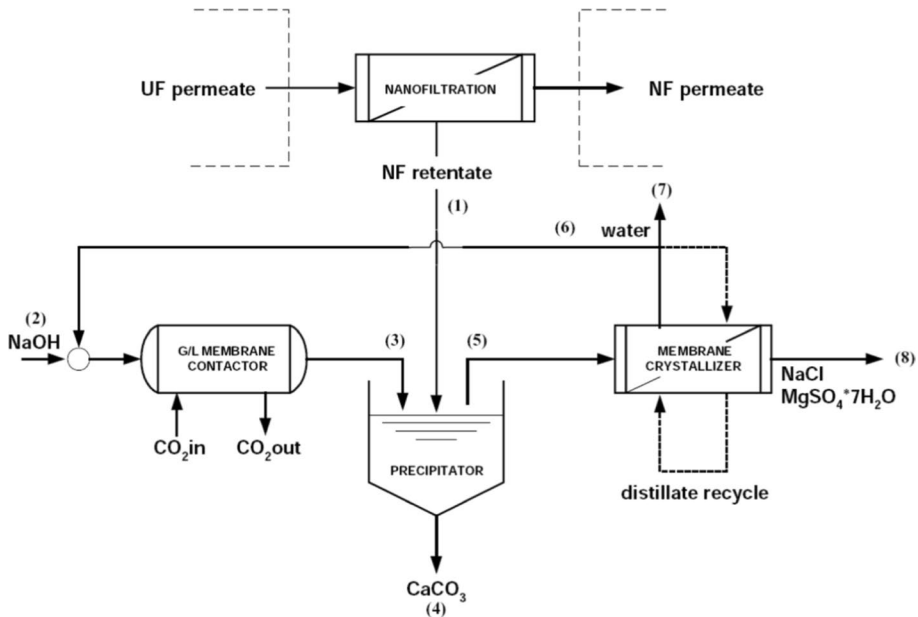 UF permeate
NANOFILTRATION
NF permeate
NF retentate
(1)
(7)
(6)
water
(2)
NaOH
G/L MEMBRANE
CONTACTOR
(3)
(5)
MEMBRANE
CRYSTALLIZER
(8)
NaCl
MgSO₄*7H₂O
CO₂in
CO₂out
PRECIPITATOR
distillate recycle
CaCO₃
(4)